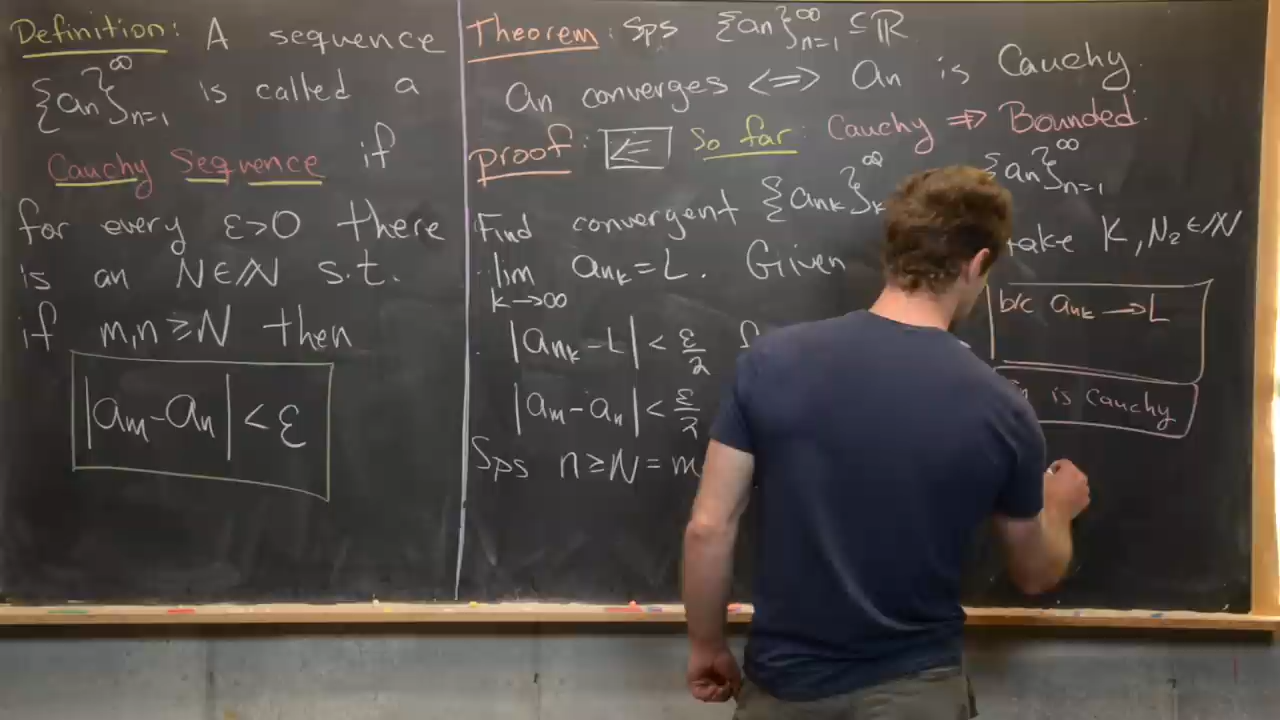 Definition: A sequence
{an}∞n=1 is called a
Cauchy Sequence if
for every ε>0 there
is an N∈ℕ s.t.
if m,n≥N then
|am-an|<ε
Theorem: Sps {an}∞n=1 ⊆ℝ
an converges <=> an is Cauchy.
proof: ⇐ So far: Cauchy ⇒ Bounded.
Find convergent {ank}∞k {an}∞n=1
lim k→∞ ank=L. Given take K,N2∈ℕ
|ank-L|<ε/2 b/c ank→L
|am-an|<ε/2 is Cauchy
Sps n≥N=m